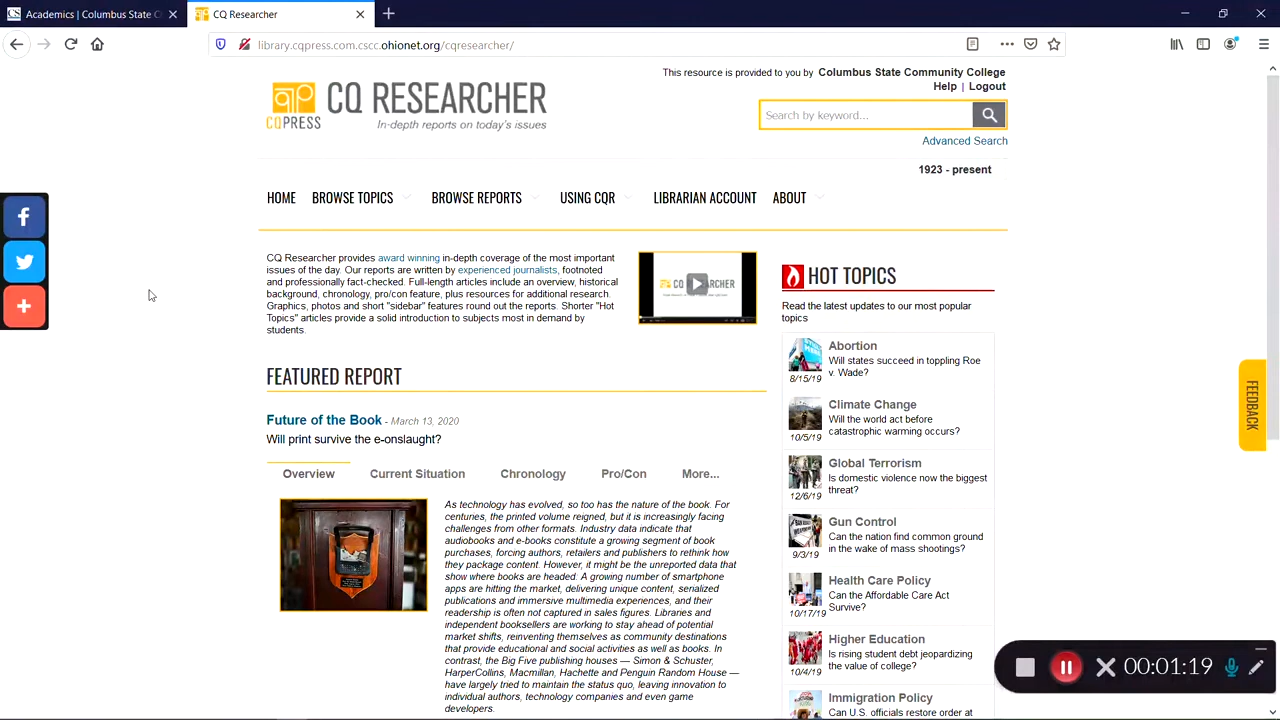 Academics | Columbus State C
CQ Researcher
library.cqpress.com.cscc.ohionet.org/cqresearcher/
This resource is provided to you by Columbus State Community College
Help | Logout
CQPRESS
CQ RESEARCHER
In-depth reports on today's issues
Search by keyword...
Advanced Search
1923 - present
HOME BROWSE TOPICS BROWSE REPORTS USING CQR LIBRARIAN ACCOUNT ABOUT
CQ Researcher provides award winning in-depth coverage of the most important
issues of the day. Our reports are written by experienced journalists, footnoted
and professionally fact-checked. Full-length articles include an overview, historical
background, chronology, pro/con feature, plus resources for additional research.
Graphics, photos and short "sidebar" features round out the reports. Shorter "Hot
Topics" articles provide a solid introduction to subjects most in demand by
students.
FEATURED REPORT
Future of the Book - March 13, 2020
Will print survive the e-onslaught?
Overview Current Situation Chronology Pro/Con More...
As technology has evolved, so too has the nature of the book. For
centuries, the printed volume reigned, but it is increasingly facing
challenges from other formats. Industry data indicate that
audiobooks and e-books constitute a growing segment of book
purchases, forcing authors, retailers and publishers to rethink how
they package content. However, it might be the unreported data that
show where books are headed. A growing number of smartphone
apps are hitting the market, delivering unique content, serialized
publications and immersive multimedia experiences, and their
readership is often not captured in sales figures. Libraries and
independent booksellers are working to stay ahead of potential
market shifts, reinventing themselves as community destinations
that provide educational and social activities as well as books. In
contrast, the Big Five publishing houses — Simon & Schuster,
HarperCollins, Macmillan, Hachette and Penguin Random House —
have largely tried to maintain the status quo, leaving innovation to
individual authors, technology companies and even game
developers.
HOT TOPICS
Read the latest updates to our most popular
topics
Abortion
Will states succeed in toppling Roe
v. Wade?
8/15/19
Climate Change
Will the world act before
catastrophic warming occurs?
10/5/19
Global Terrorism
Is domestic violence now the biggest
threat?
12/6/19
Gun Control
Can the nation find common ground
in the wake of mass shootings?
9/3/19
Health Care Policy
Can the Affordable Care Act
Survive?
10/17/19
Higher Education
Is rising student debt jeopardizing
the value of college?
10/4/19
Immigration Policy
Can U.S. officials restore order at
FEEDBACK
00:01:19